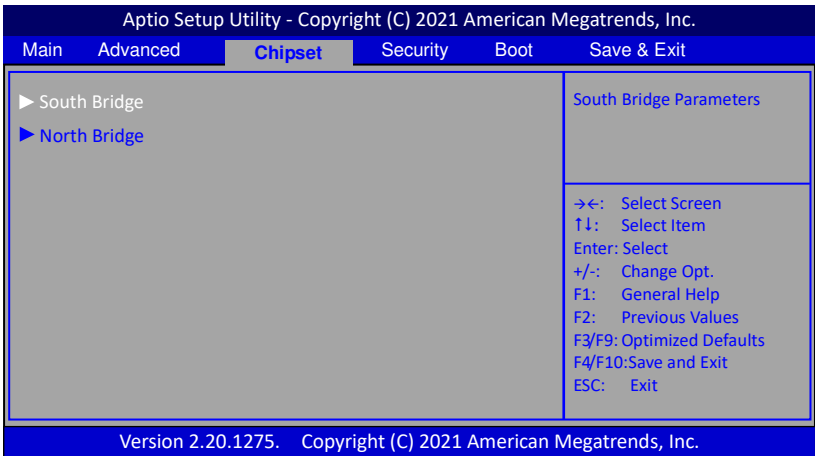 Aptio Setup Utility - Copyright (C) 2021 American Megatrends, Inc.
Main Advanced Chipset Security Boot Save & Exit
► South Bridge
► North Bridge
South Bridge Parameters
→←: Select Screen
↑↓: Select Item
Enter: Select
+/-: Change Opt.
F1: General Help
F2: Previous Values
F3/F9: Optimized Defaults
F4/F10:Save and Exit
ESC: Exit
Version 2.20.1275. Copyright (C) 2021 American Megatrends, Inc.